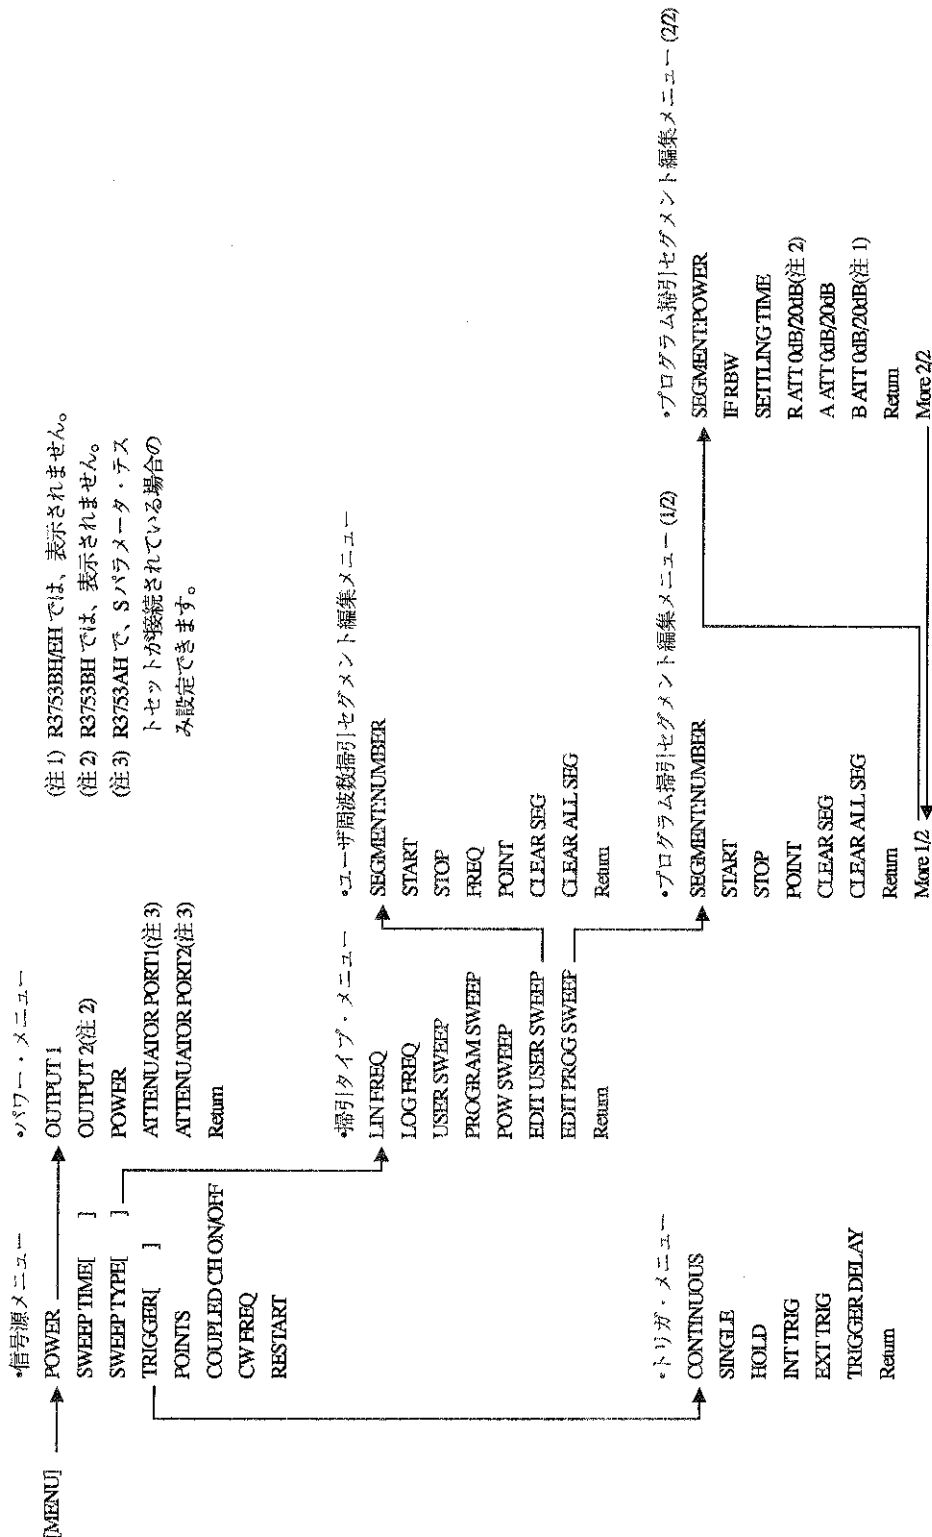 [MENU]
•信号源メニュー
POWER
SWEEP TIME[ ]
SWEEP TYPE[ ]
TRIGGER[ ]
POINTS
COUPLED CH ON/OFF
CW FREQ
RESTART
•パワー・メニュー
OUTPUT 1
OUTPUT 2(注 2)
POWER
ATTENUATOR PORT1(注 3)
ATTENUATOR PORT2(注 3)
Return
(注 1) R3753BH/EH では、表示されません。
(注 2) R3753BH では、表示されません。
(注 3) R3753AH で、S パラメータ・テス
トセットが接続されている場合の
み設定できます。
•掃引タイプ・メニュー
LIN FREQ
LOG FREQ
USER SWEEP
PROGRAM SWEEP
POW SWEEP
EDIT USER SWEEP
EDIT PROG SWEEP
Return
•ユーザ周波数掃引セグメント編集メニュー
SEGMENT:NUMBER
START
STOP
FREQ
POINT
CLEAR SEG
CLEAR ALL SEG
Return
•トリガ・メニュー
CONTINUOUS
SINGLE
HOLD
INT TRIG
EXT TRIG
TRIGGER DELAY
Return
•プログラム掃引セグメント編集メニュー (1/2)
SEGMENT:NUMBER
START
STOP
POINT
CLEAR SEG
CLEAR ALL SEG
Return
More 1/2
•プログラム掃引セグメント編集メニュー (2/2)
SEGMENT:POWER
IF RBW
SETTLING TIME
R ATT 0dB/20dB(注 2)
A ATT 0dB/20dB
B ATT 0dB/20dB(注 1)
Return
More 2/2